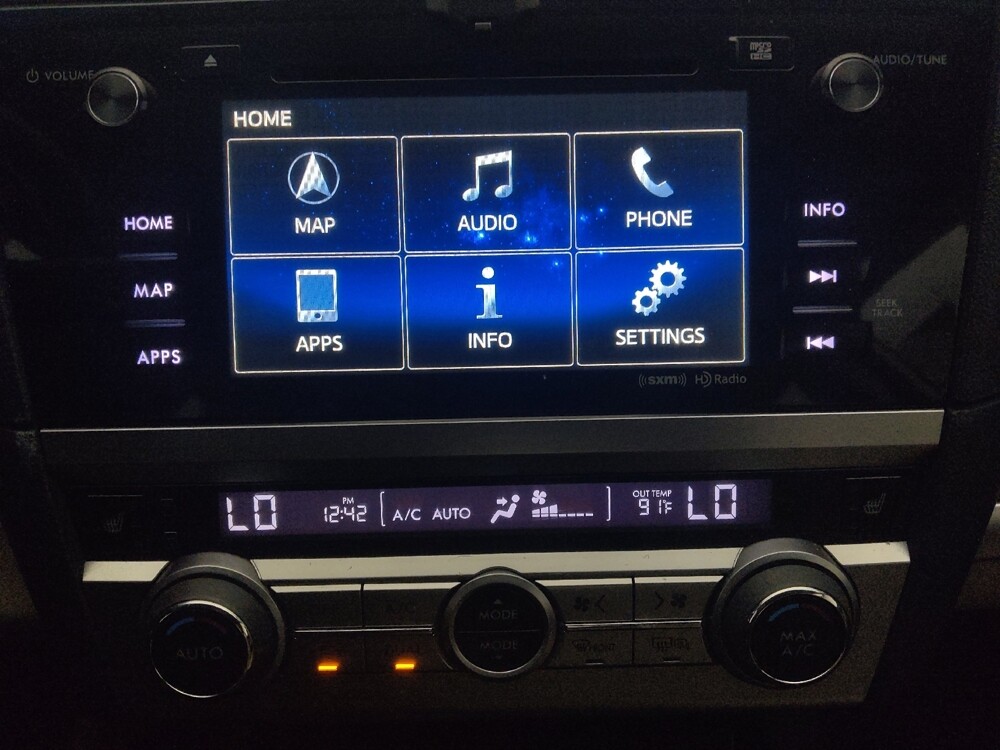 VOLUME
microSD
AUDIO/TUNE
HOME
MAP
AUDIO
PHONE
APPS
INFO
SETTINGS
HOME
MAP
APPS
INFO
SEEK
TRACK
((sxm)) HD Radio
LO
PM
12:42
A/C AUTO
OUT TEMP
91°F
LO
AUTO
MODE
MODE
MAX
A/C